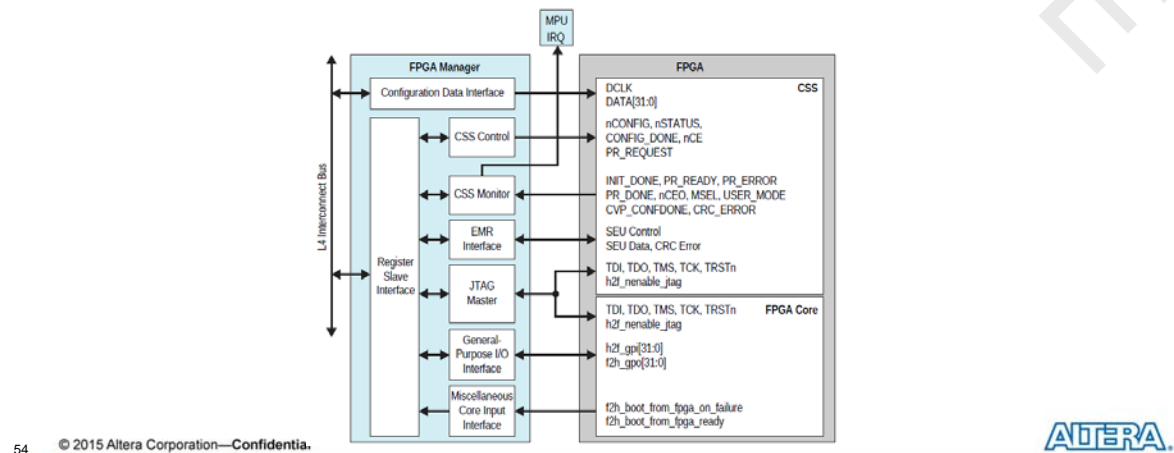 MPU
IRQ
FPGA Manager
FPGA
Configuration Data Interface
DCLK
DATA[31:0]
CSS
CSS Control
nCONFIG, nSTATUS,
CONFIG_DONE, nCE
PR_REQUEST
L4 Interconnect Bus
CSS Monitor
INIT_DONE, PR_READY, PR_ERROR
PR_DONE, nCEO, MSEL, USER_MODE
CVP_CONFDONE, CRC_ERROR
EMR
Interface
SEU Control
SEU Data, CRC Error
Register
Slave
Interface
JTAG
Master
TDI, TDO, TMS, TCK, TRSTn
h2f_nenable_jtag
TDI, TDO, TMS, TCK, TRSTn
h2f_nenable_jtag
FPGA Core
General-
Purpose I/O
Interface
h2f_gpi[31:0]
f2h_gpo[31:0]
Miscellaneous
Core Input
Interface
f2h_boot_from_fpga_on_failure
f2h_boot_from_fpga_ready
54
© 2015 Altera Corporation—Confidentia.
ALTERA.